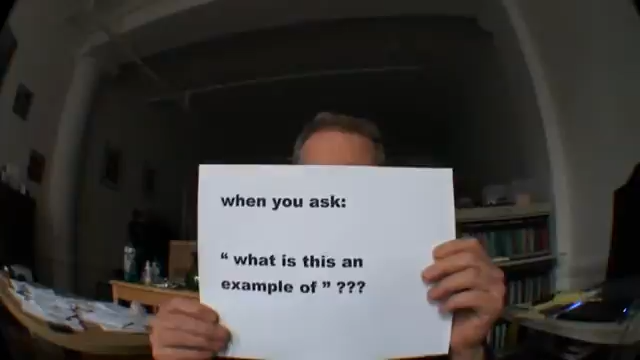 when you ask:
“ what is this an
example of ” ???